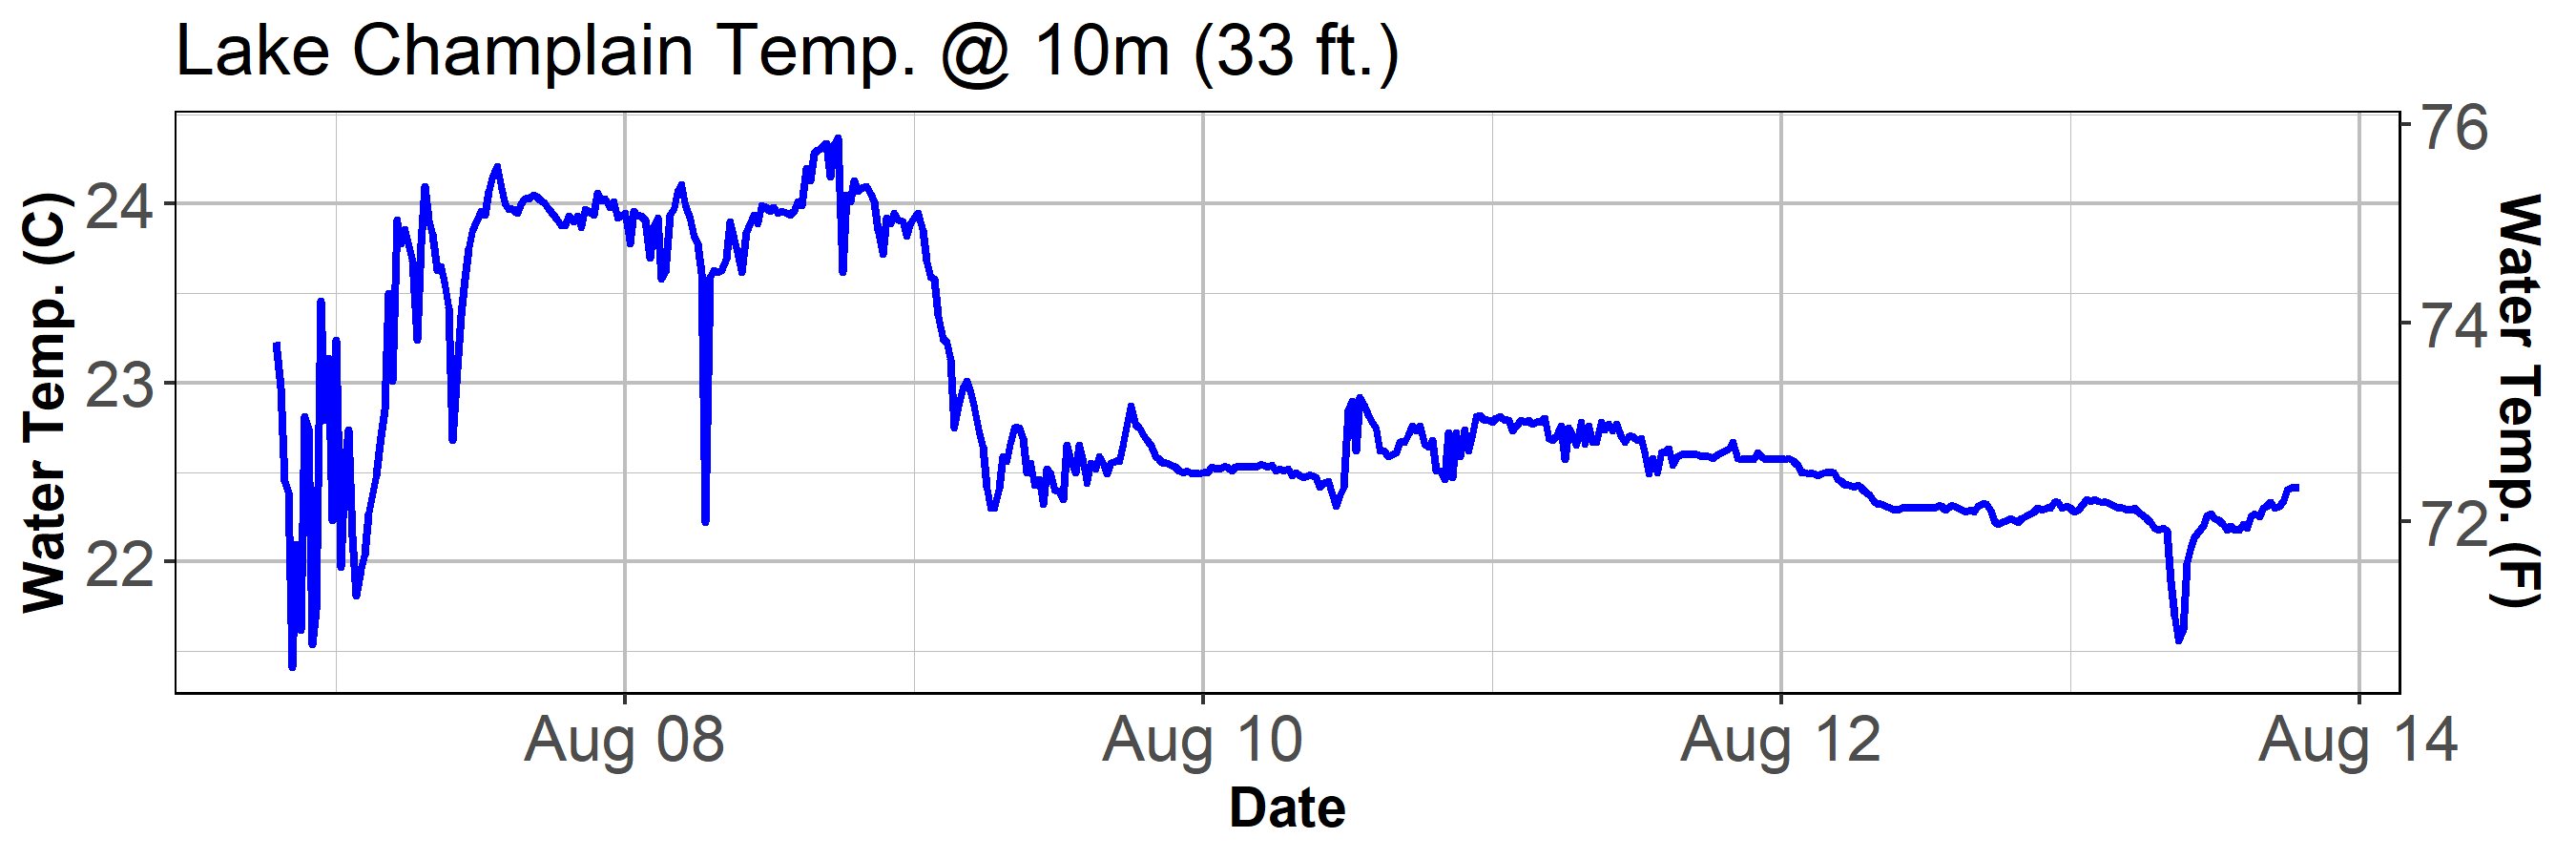 Lake Champlain Temp. @ 10m (33 ft.)
Water Temp. (C)
24
23
22
76
74
72
Water Temp. (F)
Aug 08
Aug 10
Aug 12
Aug 14
Date